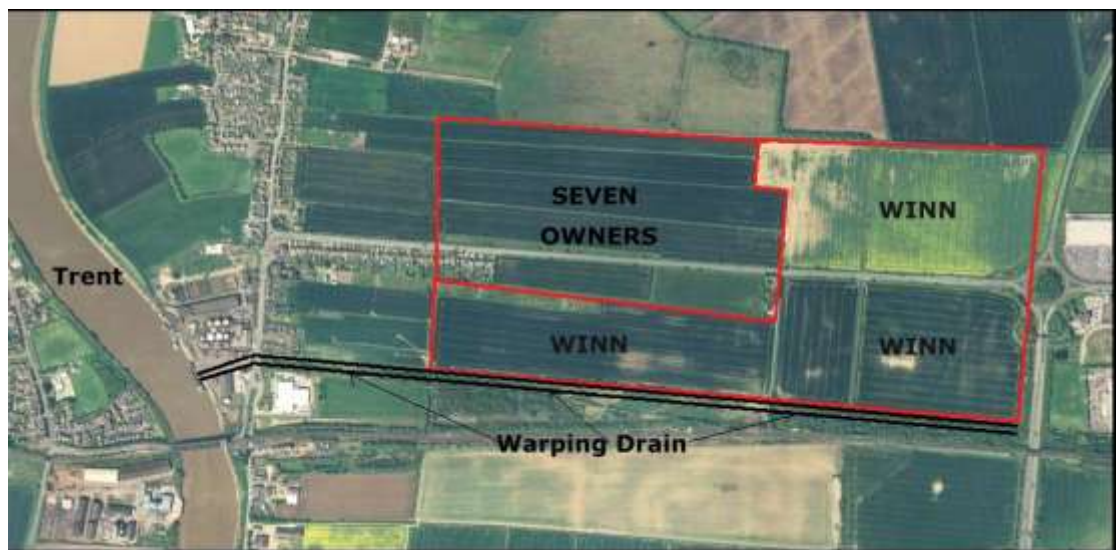 SEVEN
OWNERS
WINN
Trent
WINN
WINN
Warping Drain